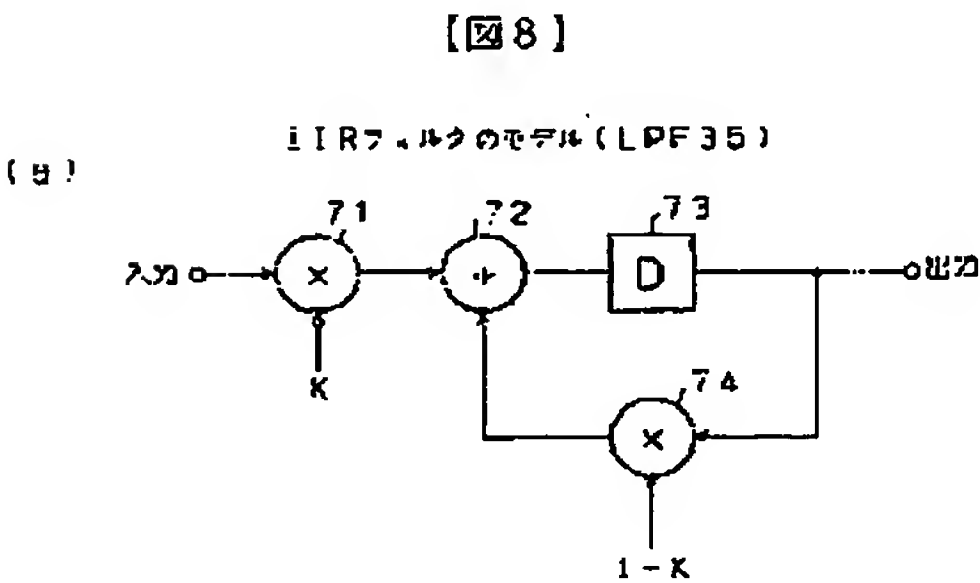 【図8】
IIRフィルタのモデル(LPF35)
71
72
73
入力
×
+
D
出力
K
74
×
1-K